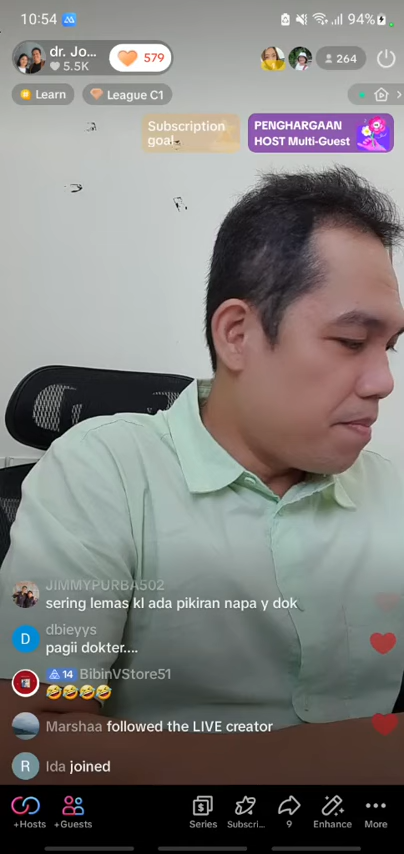 10:54
94%
dr. Jo...
5.5K
579
264
Learn
League C1
Subscription
goal
PENGHARGAAN
HOST Multi-Guest
JIMMYPURBA502
sering lemas kl ada pikiran napa y dok
D
dbieyys
pagii dokter....
14 BibinVStore51
🤣🤣🤣🤣
Marshaa followed the LIVE creator
R
Ida joined
+Hosts
+Guests
Series
Subscri...
9
Enhance
More